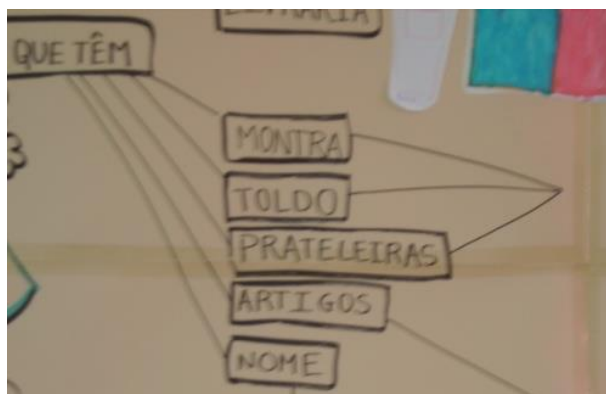 QUE TÊM
MONTRA
TOLDO
PRATELEIRAS
ARTIGOS
NOME